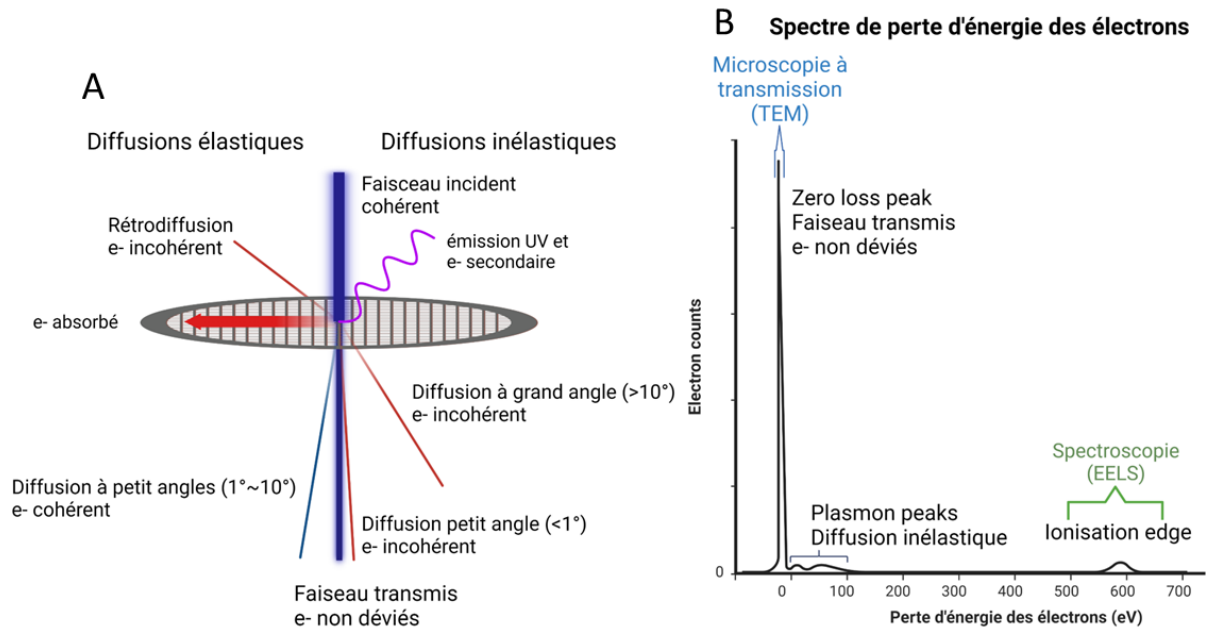 A
Diffusions élastiques
Diffusions inélastiques
Faisceau incident
cohérent
Rétrodiffusion
e- incohérent
émission UV et
e- secondaire
e- absorbé
Diffusion à grand angle (>10°)
e- incohérent
Diffusion à petit angles (1°~10°)
e- cohérent
Diffusion petit angle (<1°)
e- incohérent
Faiseau transmis
e- non déviés
B
Spectre de perte d'énergie des électrons
Microscopie à
transmission
(TEM)
Zero loss peak
Faiseau transmis
e- non déviés
Electron counts
Spectroscopie
(EELS)
Plasmon peaks
Diffusion inélastique
Ionisation edge
0
0 100 200 300 400 500 600 700
Perte d'énergie des électrons (eV)